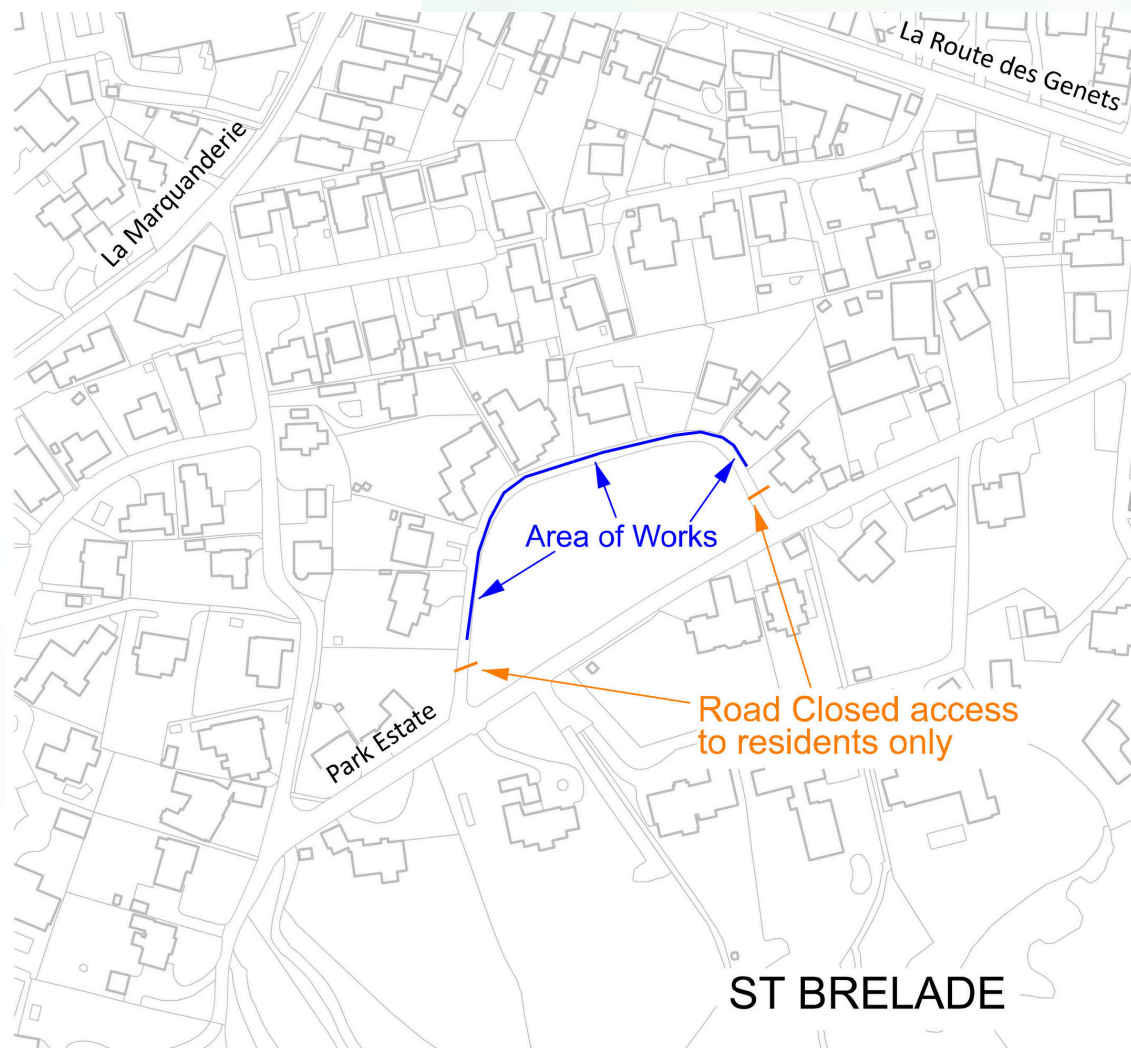 La Route des Genets
La Marquanderie
Area of Works
Road Closed access
to residents only
Park Estate
ST BRELADE